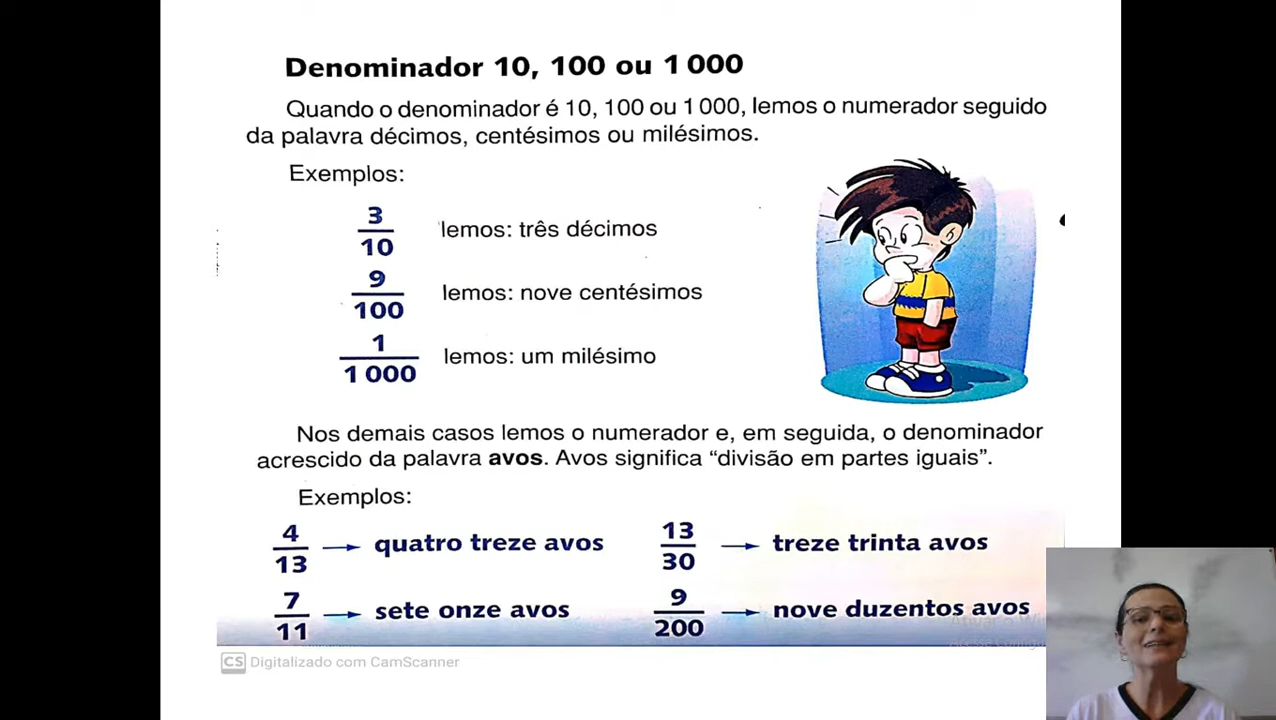 Denominador 10, 100 ou 1 000
Quando o denominador é 10, 100 ou 1 000, lemos o numerador seguido
da palavra décimos, centésimos ou milésimos.
Exemplos:
3/10 lemos: três décimos
9/100 lemos: nove centésimos
1/1 000 lemos: um milésimo
Nos demais casos lemos o numerador e, em seguida, o denominador
acrescido da palavra avos. Avos significa “divisão em partes iguais”.
Exemplos:
4/13 → quatro treze avos 13/30 → treze trinta avos
7/11 → sete onze avos 9/200 → nove duzentos avos
CS Digitalizado com CamScanner